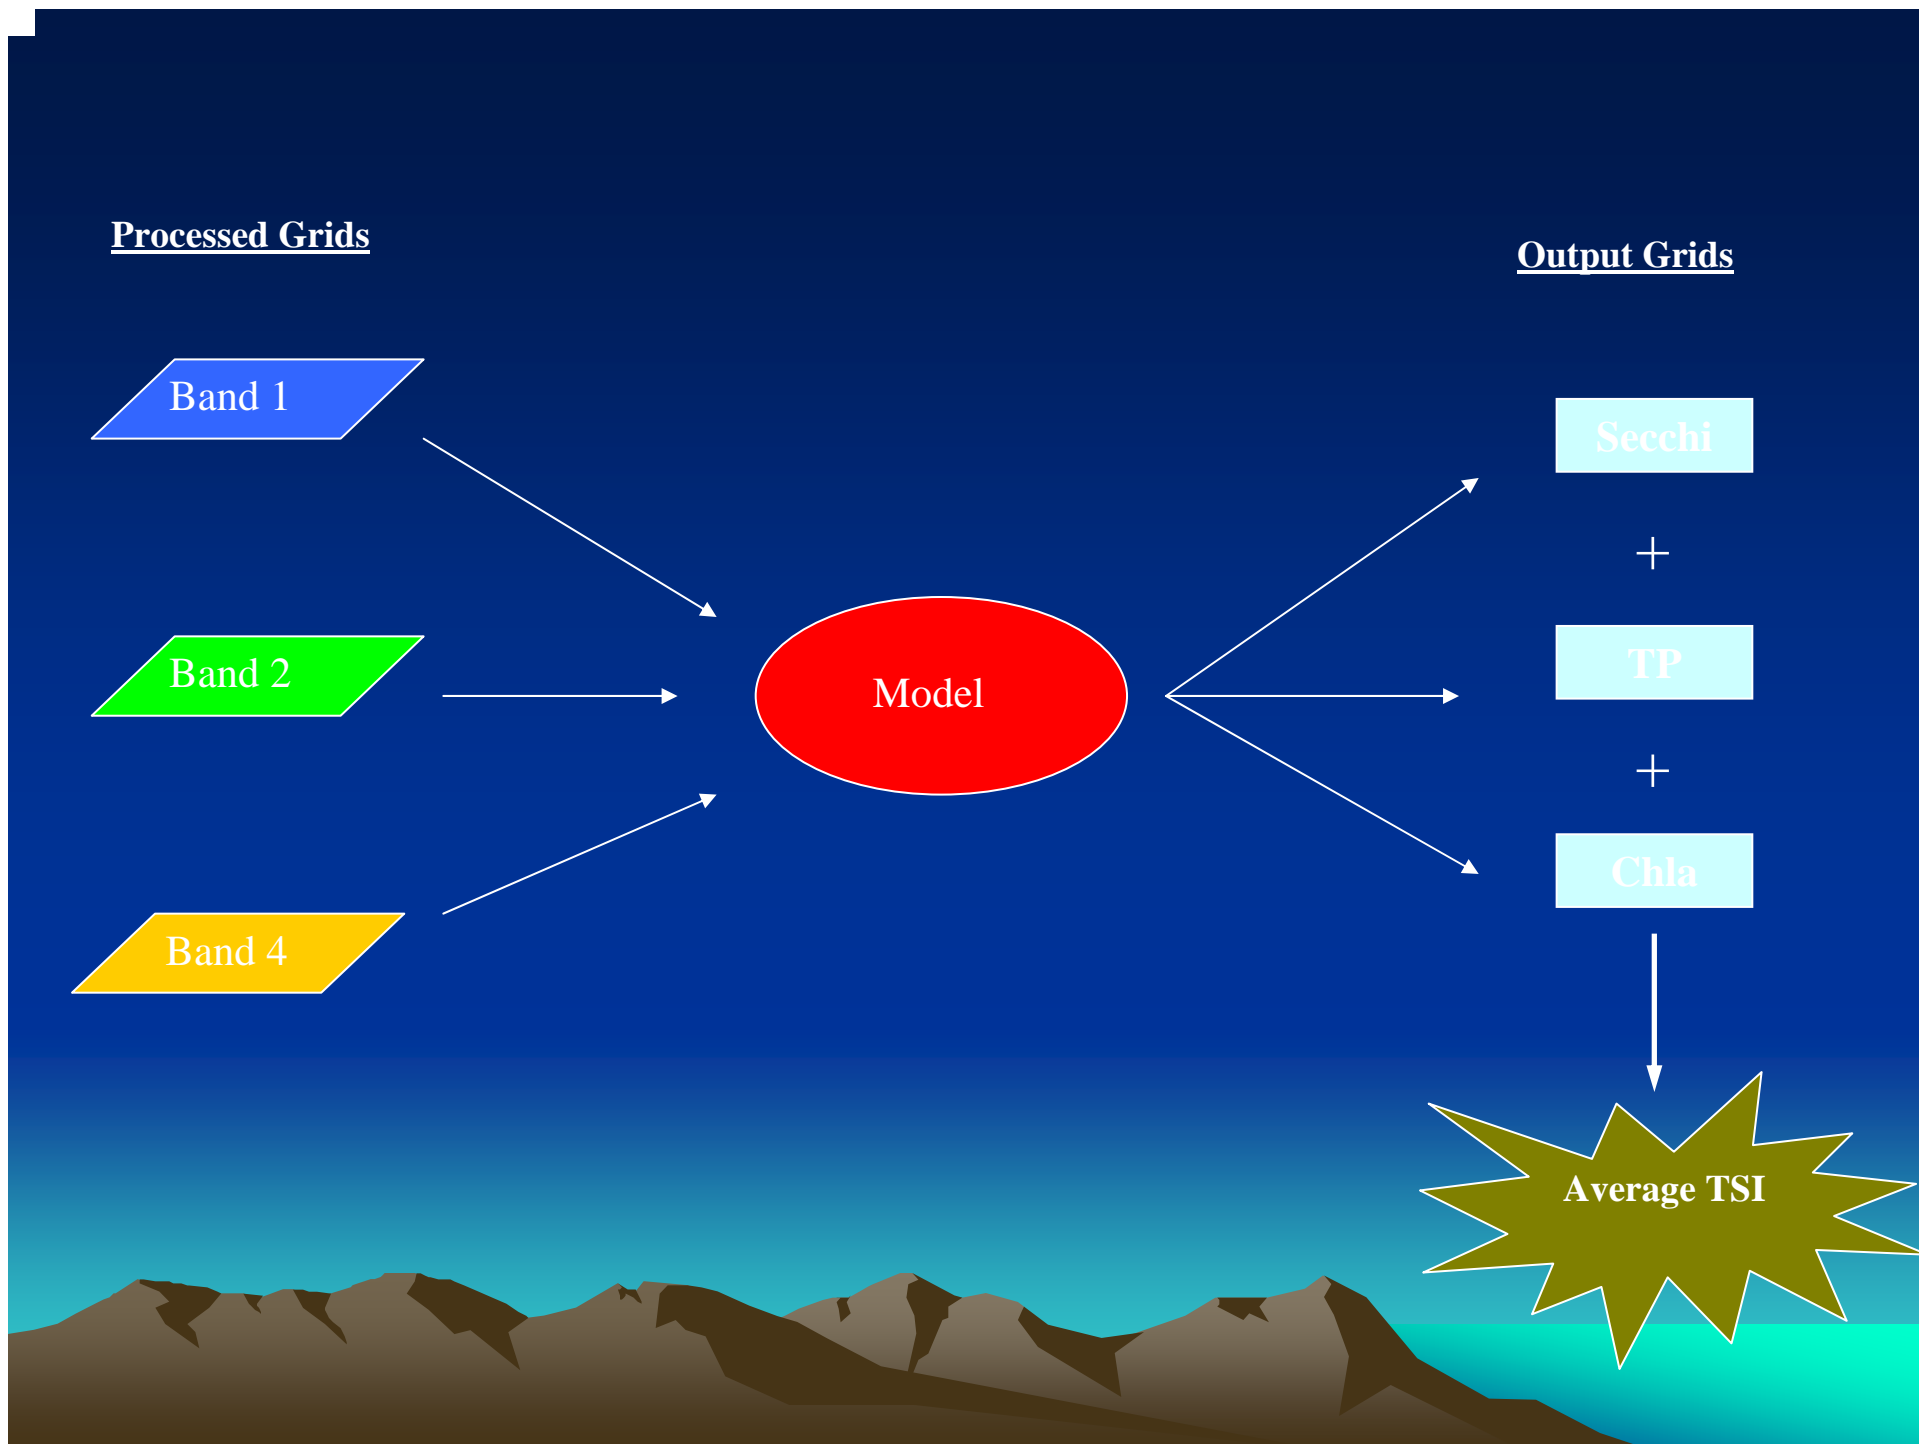 Processed Grids
Output Grids
Band 1
Secchi
+
Band 2
TP
Model
+
Chla
Band 4
Average TSI